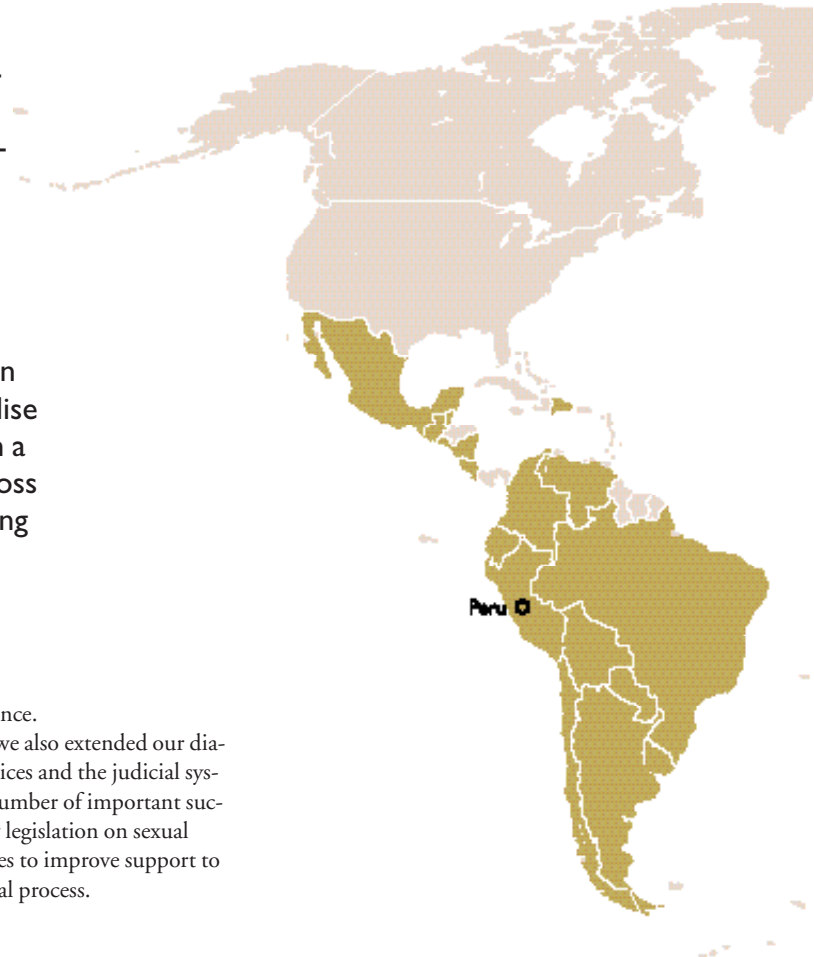 n
lise
n a
oss
ng
Peru
nce.
we also extended our dia-
ices and the judicial sys-
umber of important suc-
legislation on sexual
es to improve support to
al process.